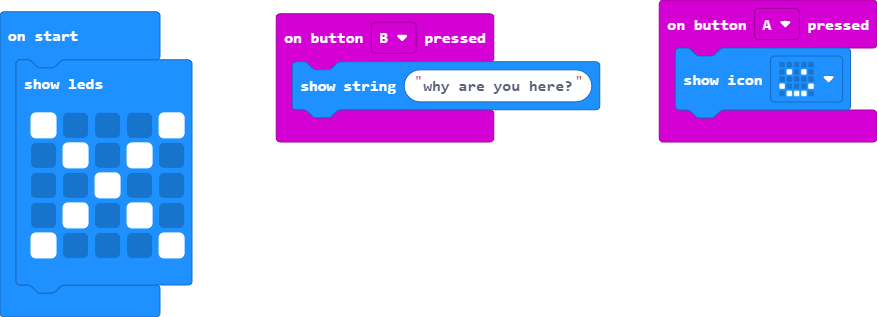 on start
show leds
on button B pressed
show string "why are you here?"
on button A pressed
show icon